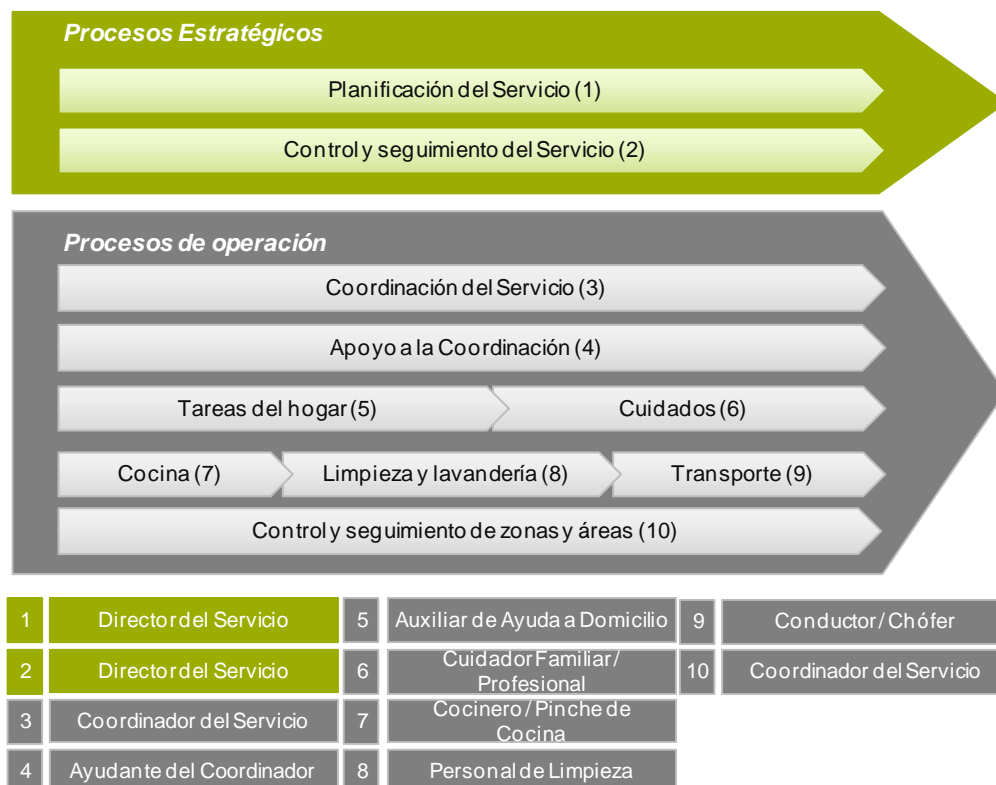 Procesos Estratégicos
Planificación del Servicio (1)
Control y seguimiento del Servicio (2)
Procesos de operación
Coordinación del Servicio (3)
Apoyo a la Coordinación (4)
Tareas del hogar (5)
Cuidados (6)
Cocina (7)
Limpieza y lavandería (8)
Transporte (9)
Control y seguimiento de zonas y áreas (10)
1
Director del Servicio
2
Director del Servicio
3
Coordinador del Servicio
4
Ayudante del Coordinador
5
Auxiliar de Ayuda a Domicilio
6
Cuidador Familiar /
Profesional
7
Cocinero / Pinche de
Cocina
8
Personal de Limpieza
9
Conductor / Chófer
10
Coordinador del Servicio